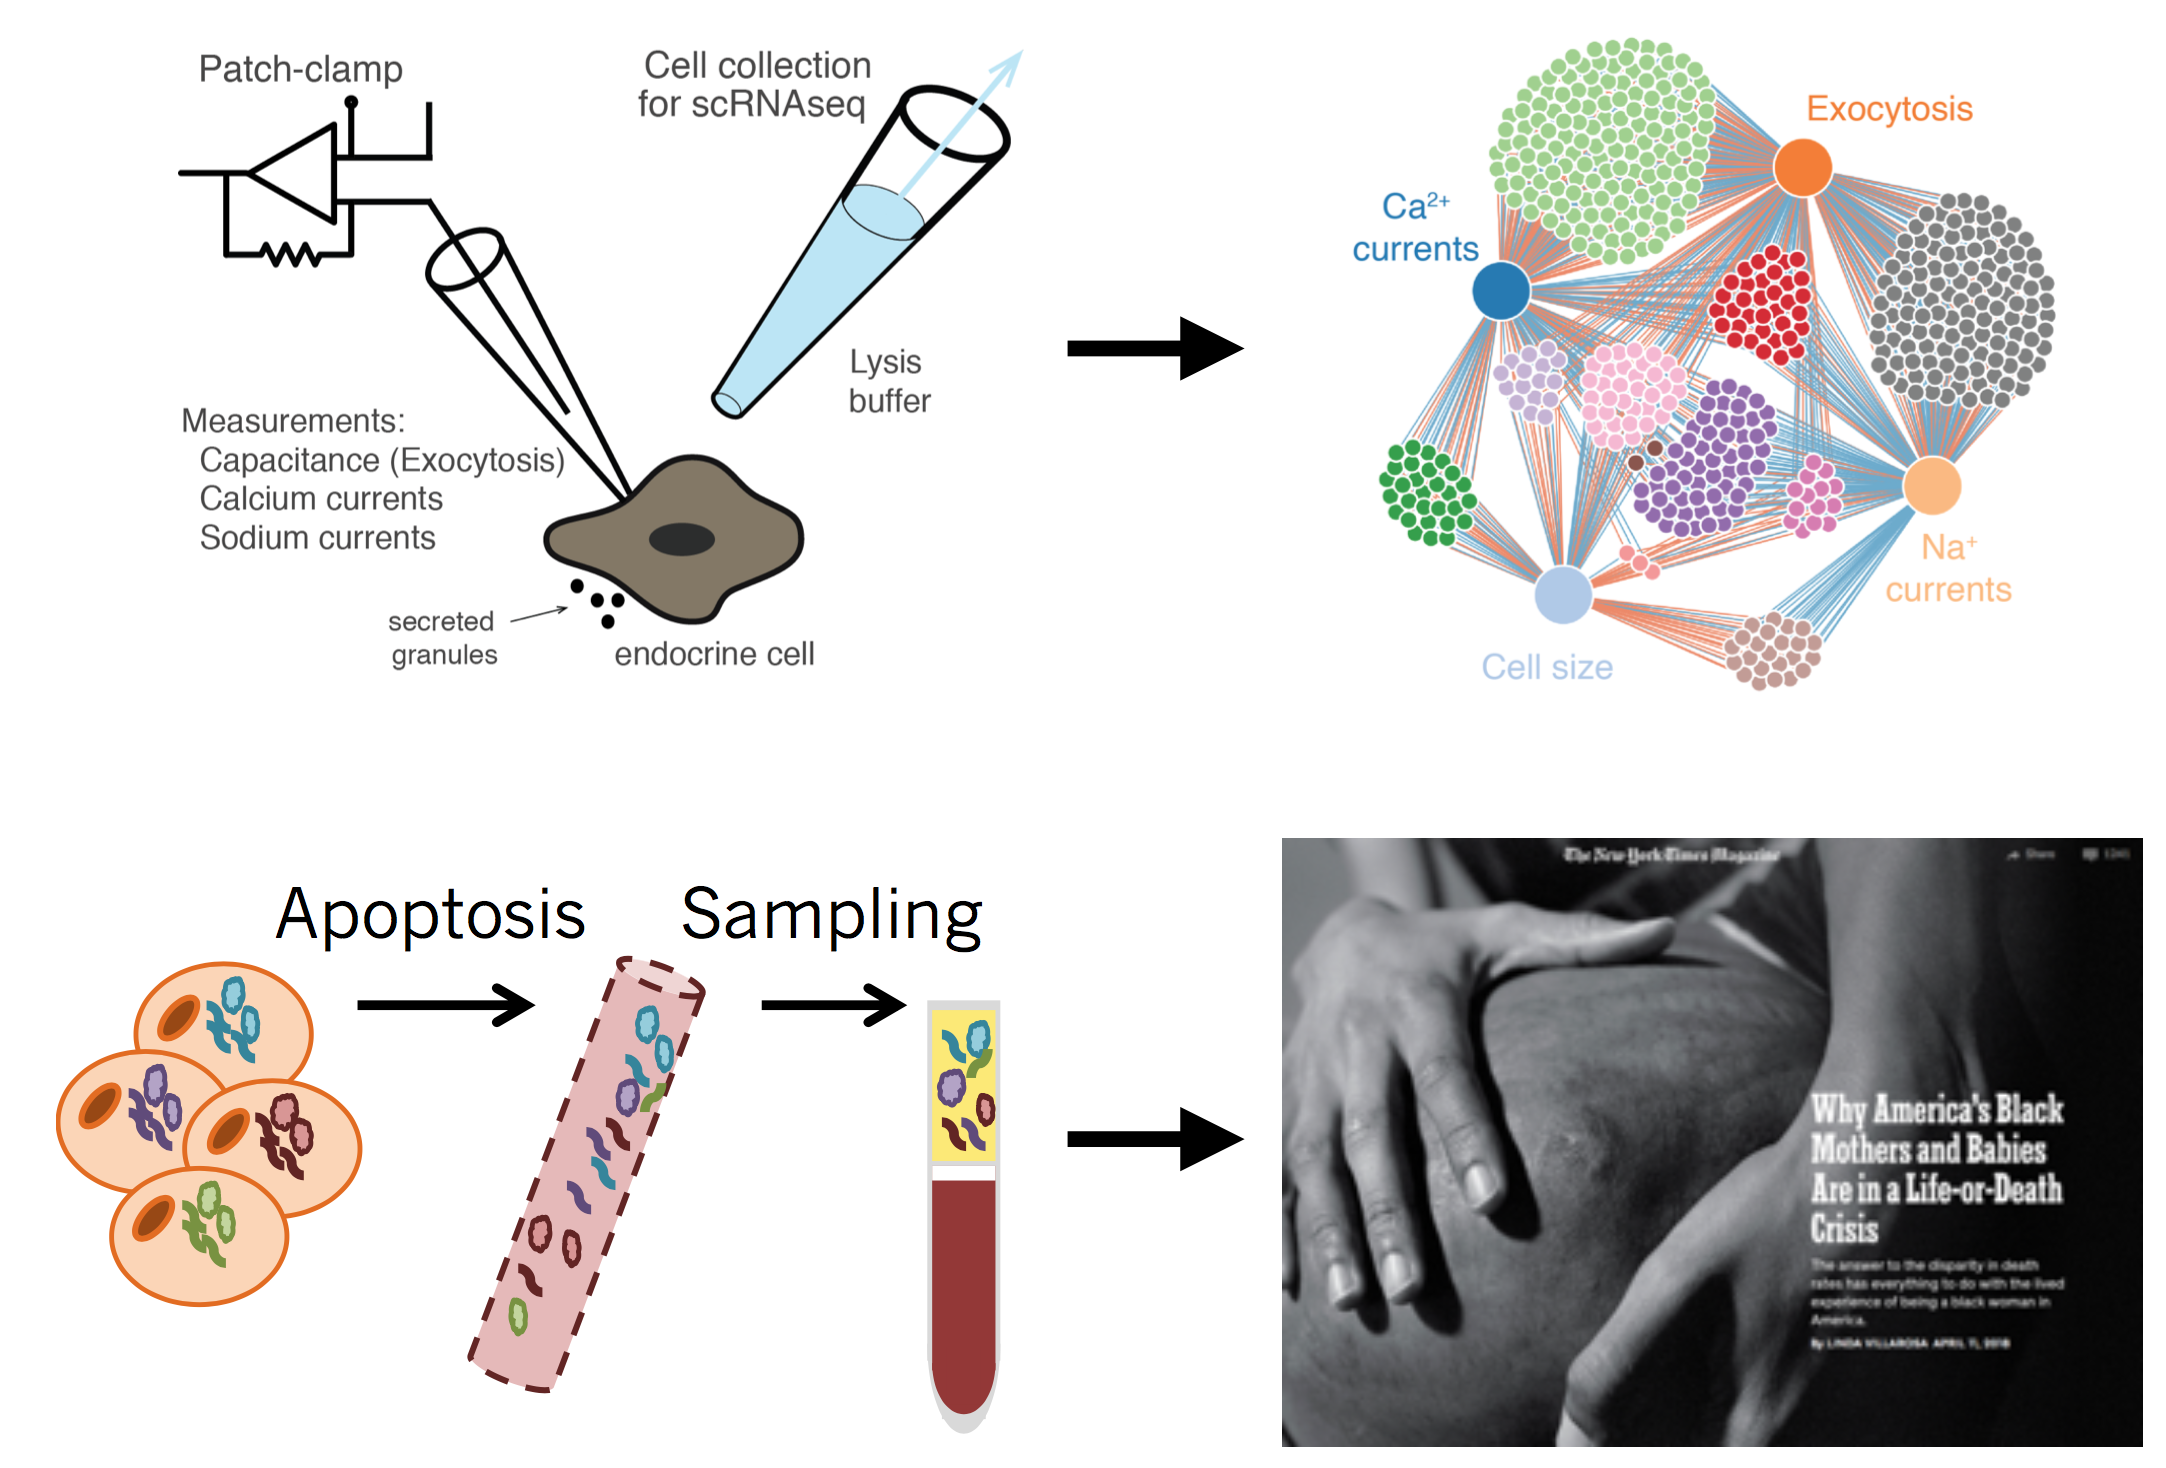 Patch-clamp
Cell collection
for scRNAseq
Lysis
buffer
Measurements:
Capacitance (Exocytosis)
Calcium currents
Sodium currents
secreted
granules
endocrine cell
Exocytosis
Ca²⁺
currents
Na⁺
currents
Cell size
Apoptosis
Sampling
The New York Times Magazine
Share
Why America's Black
Mothers and Babies
Are in a Life-or-Death
Crisis
The answer to the disparity in death
rates has everything to do with the lived
experience of being a black woman in
America.
By LINDA VILLAROSA APRIL 11, 2018